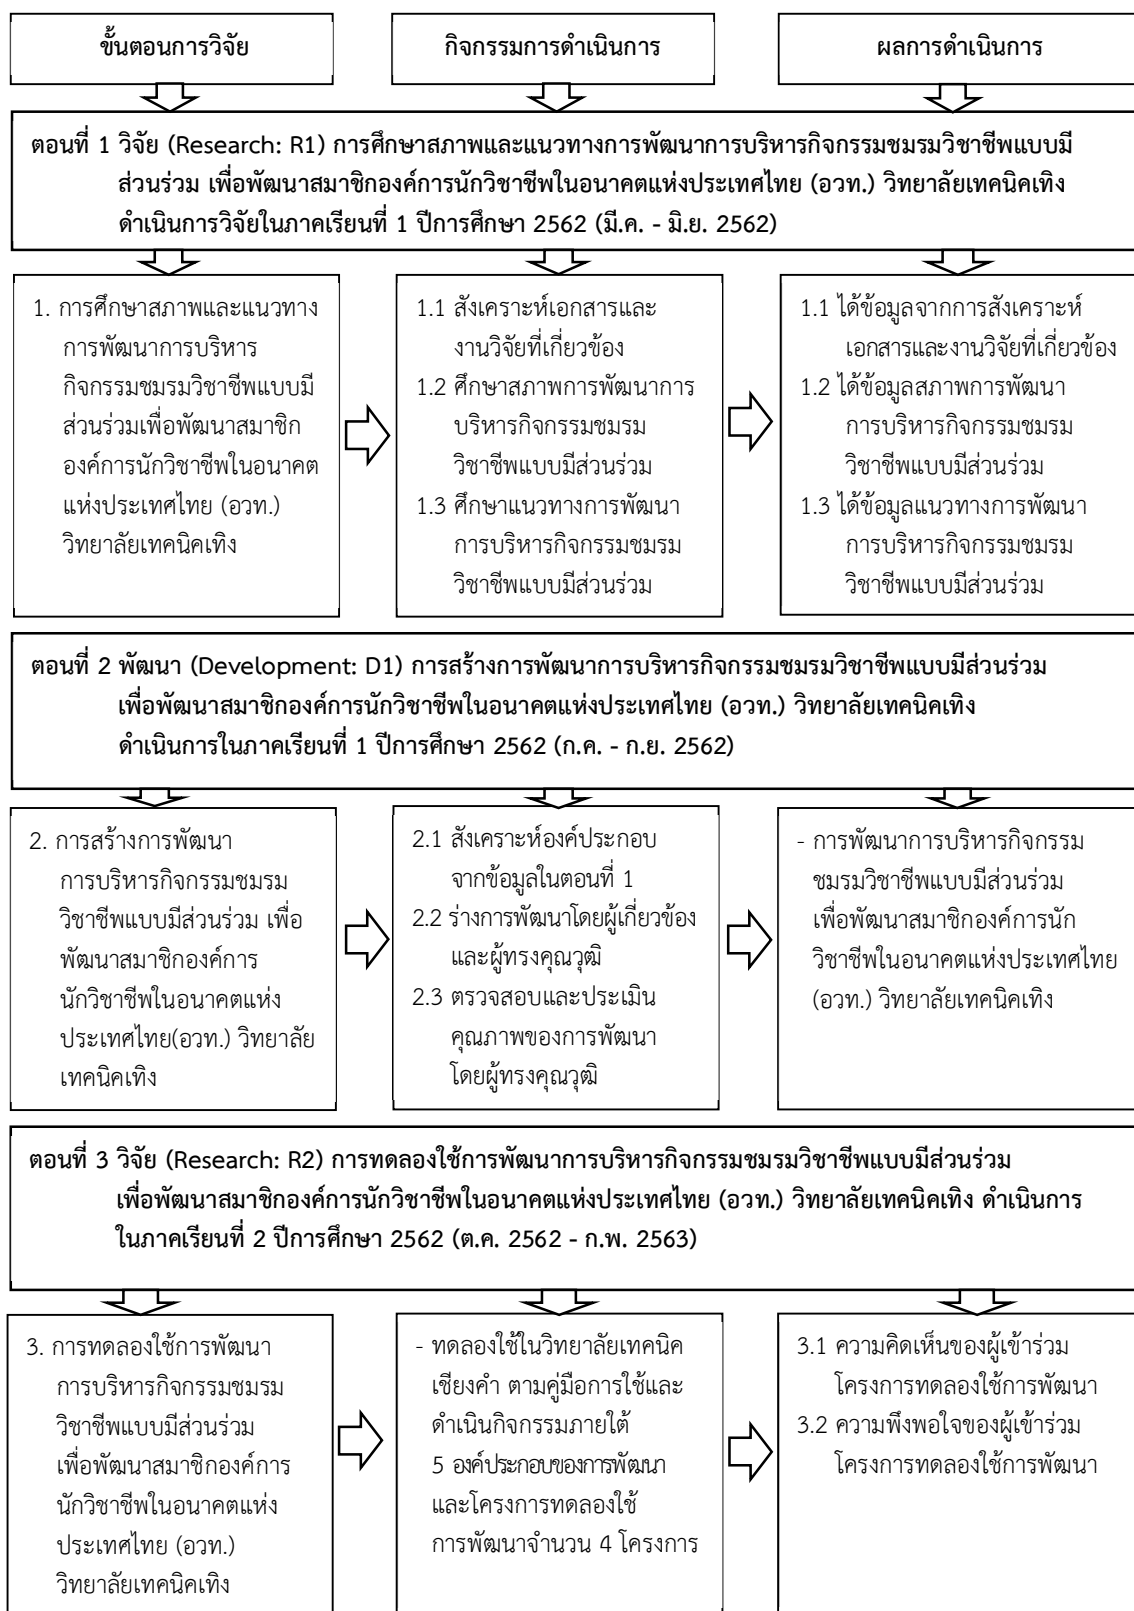 ขั้นตอนการวิจัย
กิจกรรมการดำเนินการ
ผลการดำเนินการ
ตอนที่ 1 วิจัย (Research: R1) การศึกษาสภาพและแนวทางการพัฒนาการบริหารกิจกรรมชมรมวิชาชีพแบบมี
ส่วนร่วม เพื่อพัฒนาสมาชิกองค์การนักวิชาชีพในอนาคตแห่งประเทศไทย (อวท.) วิทยาลัยเทคนิคเทิง
ดำเนินการวิจัยในภาคเรียนที่ 1 ปีการศึกษา 2562 (มี.ค. - มิ.ย. 2562)
1. การศึกษาสภาพและแนวทาง
การพัฒนาการบริหาร
กิจกรรมชมรมวิชาชีพแบบมี
ส่วนร่วมเพื่อพัฒนาสมาชิก
องค์การนักวิชาชีพในอนาคต
แห่งประเทศไทย (อวท.)
วิทยาลัยเทคนิคเทิง
1.1 สังเคราะห์เอกสารและ
งานวิจัยที่เกี่ยวข้อง
1.2 ศึกษาสภาพการพัฒนาการ
บริหารกิจกรรมชมรม
วิชาชีพแบบมีส่วนร่วม
1.3 ศึกษาแนวทางการพัฒนา
การบริหารกิจกรรมชมรม
วิชาชีพแบบมีส่วนร่วม
1.1 ได้ข้อมูลจากการสังเคราะห์
เอกสารและงานวิจัยที่เกี่ยวข้อง
1.2 ได้ข้อมูลสภาพการพัฒนา
การบริหารกิจกรรมชมรม
วิชาชีพแบบมีส่วนร่วม
1.3 ได้ข้อมูลแนวทางการพัฒนา
การบริหารกิจกรรมชมรม
วิชาชีพแบบมีส่วนร่วม
ตอนที่ 2 พัฒนา (Development: D1) การสร้างการพัฒนาการบริหารกิจกรรมชมรมวิชาชีพแบบมีส่วนร่วม
เพื่อพัฒนาสมาชิกองค์การนักวิชาชีพในอนาคตแห่งประเทศไทย (อวท.) วิทยาลัยเทคนิคเทิง
ดำเนินการในภาคเรียนที่ 1 ปีการศึกษา 2562 (ก.ค. - ก.ย. 2562)
2. การสร้างการพัฒนา
การบริหารกิจกรรมชมรม
วิชาชีพแบบมีส่วนร่วม เพื่อ
พัฒนาสมาชิกองค์การ
นักวิชาชีพในอนาคตแห่ง
ประเทศไทย(อวท.) วิทยาลัย
เทคนิคเทิง
2.1 สังเคราะห์องค์ประกอบ
จากข้อมูลในตอนที่ 1
2.2 ร่างการพัฒนาโดยผู้เกี่ยวข้อง
และผู้ทรงคุณวุฒิ
2.3 ตรวจสอบและประเมิน
คุณภาพของการพัฒนา
โดยผู้ทรงคุณวุฒิ
- การพัฒนาการบริหารกิจกรรม
ชมรมวิชาชีพแบบมีส่วนร่วม
เพื่อพัฒนาสมาชิกองค์การนัก
วิชาชีพในอนาคตแห่งประเทศไทย
(อวท.) วิทยาลัยเทคนิคเทิง
ตอนที่ 3 วิจัย (Research: R2) การทดลองใช้การพัฒนาการบริหารกิจกรรมชมรมวิชาชีพแบบมีส่วนร่วม
เพื่อพัฒนาสมาชิกองค์การนักวิชาชีพในอนาคตแห่งประเทศไทย (อวท.) วิทยาลัยเทคนิคเทิง ดำเนินการ
ในภาคเรียนที่ 2 ปีการศึกษา 2562 (ต.ค. 2562 - ก.พ. 2563)
3. การทดลองใช้การพัฒนา
การบริหารกิจกรรมชมรม
วิชาชีพแบบมีส่วนร่วม
เพื่อพัฒนาสมาชิกองค์การ
นักวิชาชีพในอนาคตแห่ง
ประเทศไทย (อวท.)
วิทยาลัยเทคนิคเทิง
- ทดลองใช้ในวิทยาลัยเทคนิค
เชียงคำ ตามคู่มือการใช้และ
ดำเนินกิจกรรมภายใต้
5 องค์ประกอบของการพัฒนา
และโครงการทดลองใช้
การพัฒนาจำนวน 4 โครงการ
3.1 ความคิดเห็นของผู้เข้าร่วม
โครงการทดลองใช้การพัฒนา
3.2 ความพึงพอใจของผู้เข้าร่วม
โครงการทดลองใช้การพัฒนา